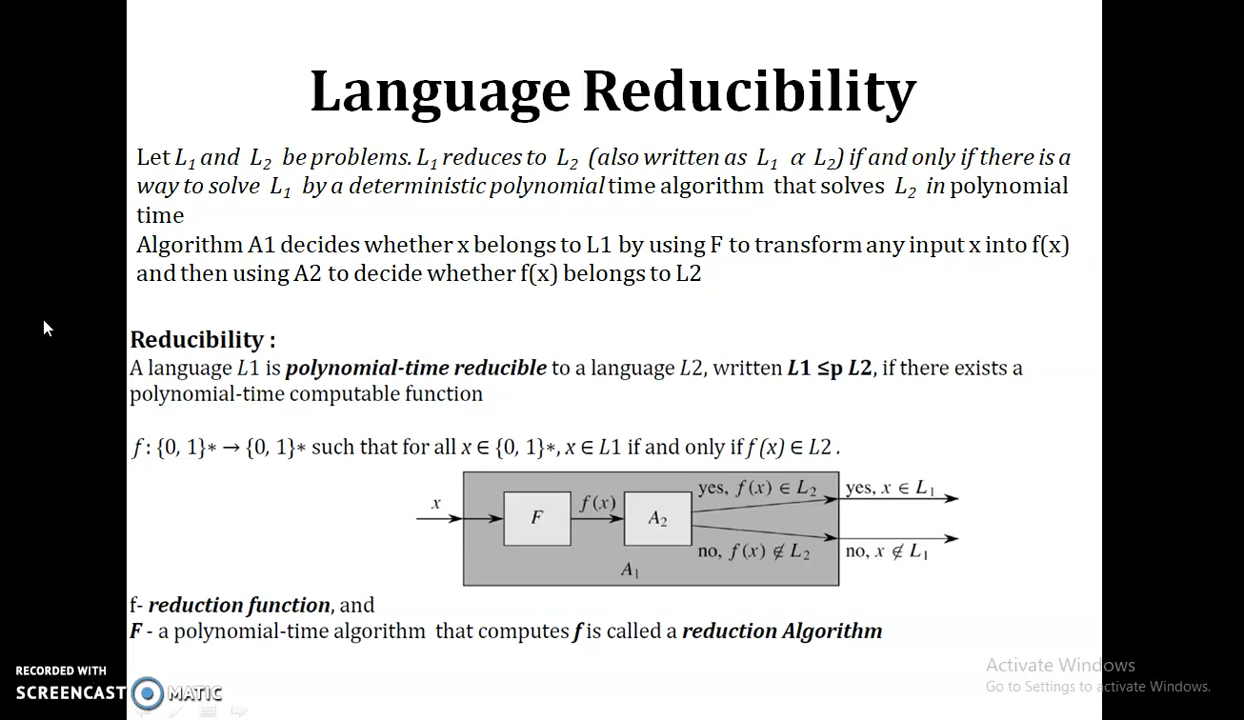 Language Reducibility
Let L₁ and L₂ be problems. L₁ reduces to L₂ (also written as L₁ α L₂) if and only if there is a
way to solve L₁ by a deterministic polynomial time algorithm that solves L₂ in polynomial
time
Algorithm A1 decides whether x belongs to L1 by using F to transform any input x into f(x)
and then using A2 to decide whether f(x) belongs to L2
Reducibility :
A language L1 is polynomial-time reducible to a language L2, written L1 ≤p L2, if there exists a
polynomial-time computable function
f : {0, 1}∗ → {0, 1}∗ such that for all x ∈ {0, 1}∗, x ∈ L1 if and only if f (x) ∈ L2 .
x
F
f(x)
A₂
yes, f(x) ∈ L₂
yes, x ∈ L₁
no, f(x) ∉ L₂
no, x ∉ L₁
A₁
f- reduction function, and
F - a polynomial-time algorithm that computes f is called a reduction Algorithm
RECORDED WITH
SCREENCAST MATIC
Activate Windows
Go to Settings to activate Windows.